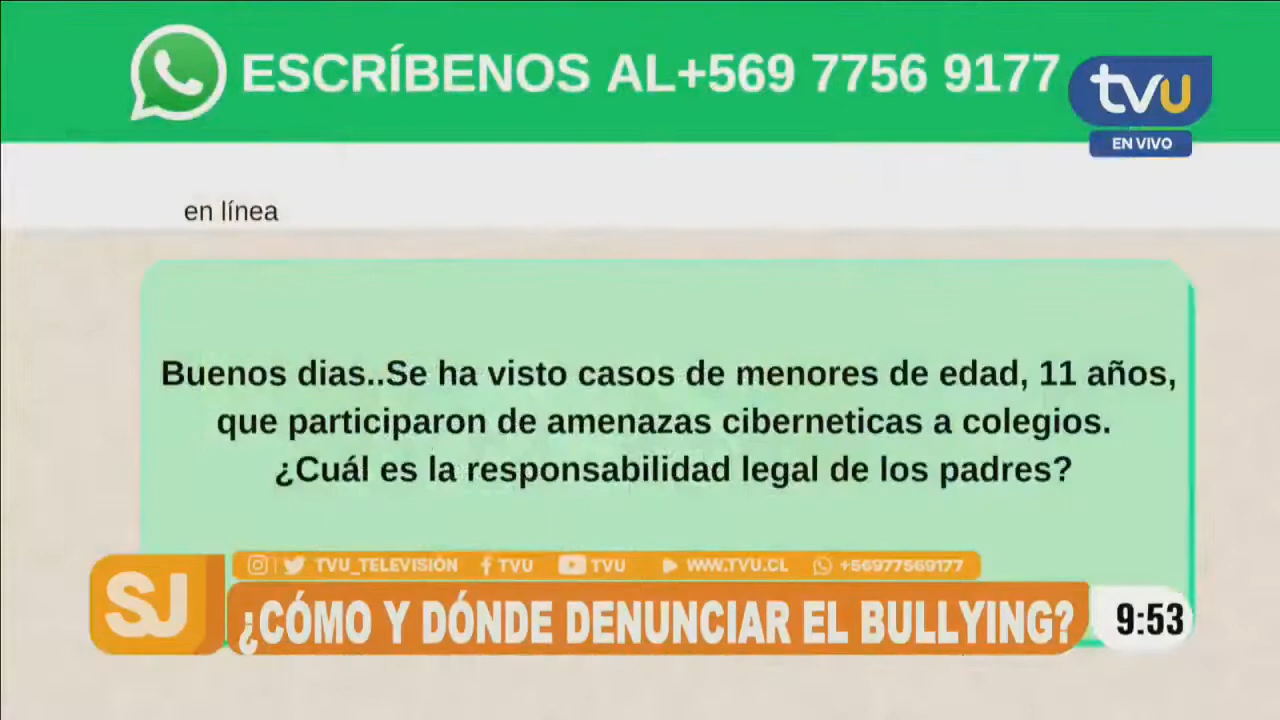 ESCRÍBENOS AL+569 7756 9177
tvu
EN VIVO
en línea
Buenos dias..Se ha visto casos de menores de edad, 11 años,
que participaron de amenazas ciberneticas a colegios.
¿Cuál es la responsabilidad legal de los padres?
TVU_TELEVISIÓN TVU TVU WWW.TVU.CL +56977569177
SJ
¿CÓMO Y DÓNDE DENUNCIAR EL BULLYING?
9:53